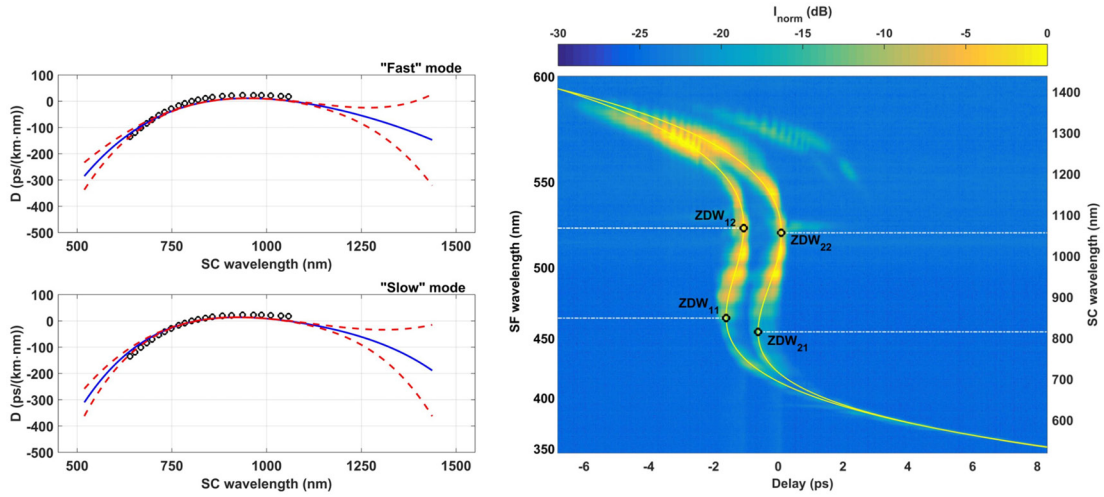 "Fast" mode
100
0
-100
-200
-300
-400
-500
500 750 1000 1250 1500
D (ps/(km·nm))
SC wavelength (nm)
"Slow" mode
100
0
-100
-200
-300
-400
-500
500 750 1000 1250 1500
D (ps/(km·nm))
SC wavelength (nm)
I_norm (dB)
-30 -25 -20 -15 -10 -5 0
600
550
500
450
400
350
SF wavelength (nm)
ZDW12
ZDW22
ZDW11
ZDW21
1400
1300
1200
1100
1000
900
800
700
600
SC wavelength (nm)
-6 -4 -2 0 2 4 6 8
Delay (ps)